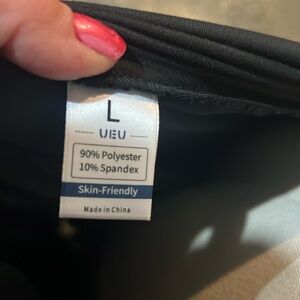 L
UEU
90% Polyester
10% Spandex
Skin-Friendly
Made in China